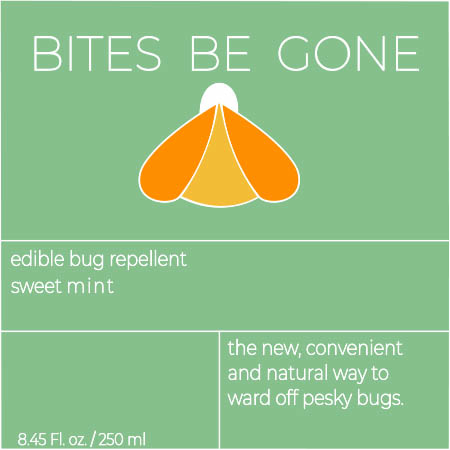 BITES BE GONE
edible bug repellent
sweet mint
the new, convenient
and natural way to
ward off pesky bugs.
8.45 Fl. oz. / 250 ml